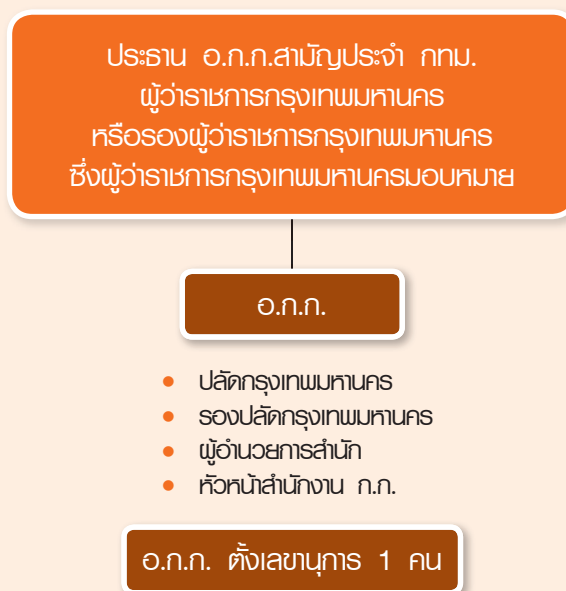 ประธาน อ.ก.ก.สามัญประจำ กทม.
ผู้ว่าราชการกรุงเทพมหานคร
หรือรองผู้ว่าราชการกรุงเทพมหานคร
ซึ่งผู้ว่าราชการกรุงเทพมหานครมอบหมาย
อ.ก.ก.
• ปลัดกรุงเทพมหานคร
• รองปลัดกรุงเทพมหานคร
• ผู้อำนวยการสำนัก
• หัวหน้าสำนักงาน ก.ก.
อ.ก.ก. ตั้งเลขานุการ 1 คน